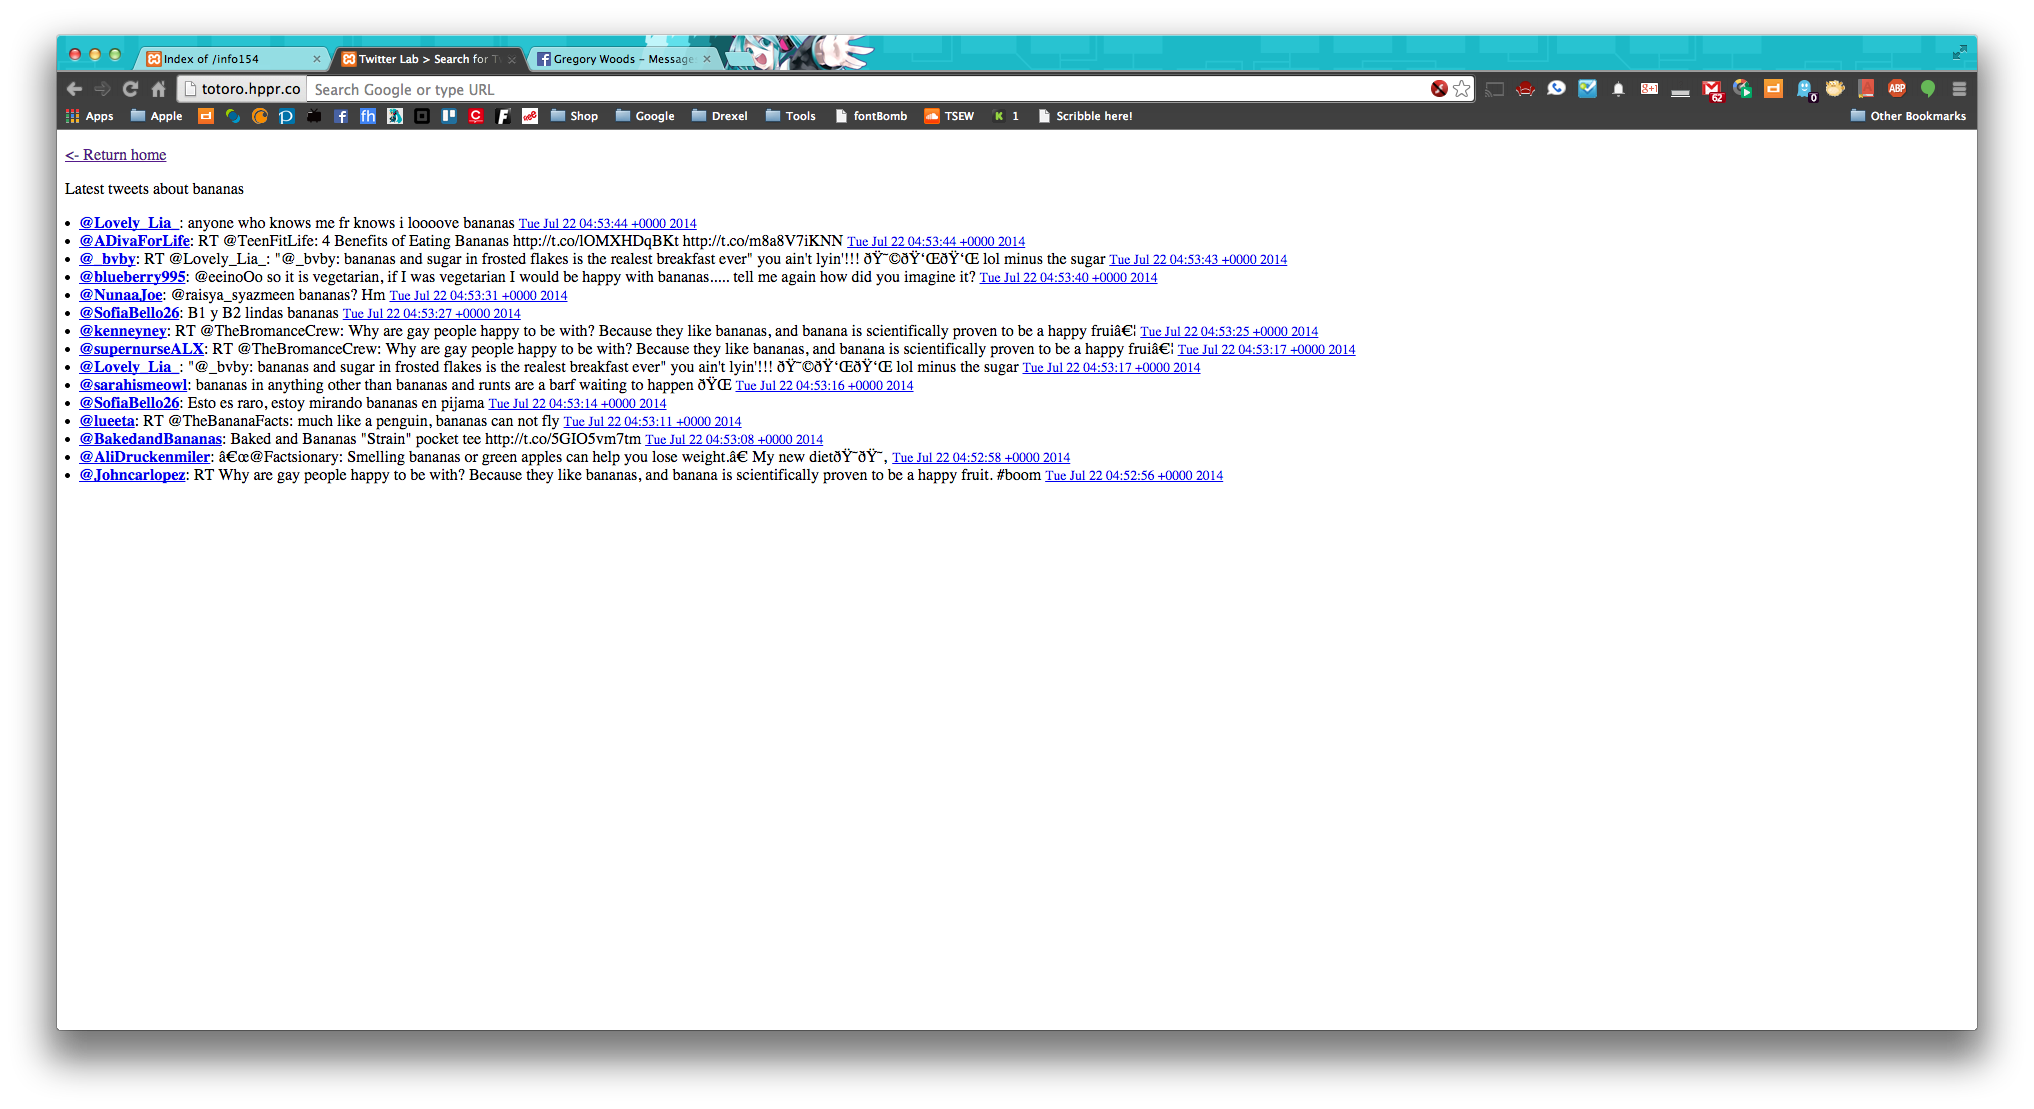 Index of /info154
Twitter Lab > Search for Tw
Gregory Woods – Message
totoro.hppr.co Search Google or type URL
62 0 ABP
Apps Apple Shop Google Drexel Tools fontBomb TSEW K 1 Scribble here! Other Bookmarks
<- Return home
Latest tweets about bananas
• @Lovely_Lia_: anyone who knows me fr knows i loooove bananas Tue Jul 22 04:53:44 +0000 2014
• @ADivaForLife: RT @TeenFitLife: 4 Benefits of Eating Bananas http://t.co/lOMXHDqBKt http://t.co/m8a8V7iKNN Tue Jul 22 04:53:44 +0000 2014
• @_bvby: RT @Lovely_Lia_: "@_bvby: bananas and sugar in frosted flakes is the realest breakfast ever" you ain't lyin'!!! ðŸ˜©ðŸ‘ŒðŸ‘Œ lol minus the sugar Tue Jul 22 04:53:43 +0000 2014
• @blueberry995: @eeinoOo so it is vegetarian, if I was vegetarian I would be happy with bananas..... tell me again how did you imagine it? Tue Jul 22 04:53:40 +0000 2014
• @NunaaJoe: @raisya_syazmeen bananas? Hm Tue Jul 22 04:53:31 +0000 2014
• @SofiaBello26: B1 y B2 lindas bananas Tue Jul 22 04:53:27 +0000 2014
• @kenneyney: RT @TheBromanceCrew: Why are gay people happy to be with? Because they like bananas, and banana is scientifically proven to be a happy fruiâ€¦ Tue Jul 22 04:53:25 +0000 2014
• @supernurseALX: RT @TheBromanceCrew: Why are gay people happy to be with? Because they like bananas, and banana is scientifically proven to be a happy fruiâ€¦ Tue Jul 22 04:53:17 +0000 2014
• @Lovely_Lia_: "@_bvby: bananas and sugar in frosted flakes is the realest breakfast ever" you ain't lyin'!!! ðŸ˜©ðŸ‘ŒðŸ‘Œ lol minus the sugar Tue Jul 22 04:53:17 +0000 2014
• @sarahismeowl: bananas in anything other than bananas and runts are a barf waiting to happen ðŸŒ Tue Jul 22 04:53:16 +0000 2014
• @SofiaBello26: Esto es raro, estoy mirando bananas en pijama Tue Jul 22 04:53:14 +0000 2014
• @lueeta: RT @TheBananaFacts: much like a penguin, bananas can not fly Tue Jul 22 04:53:11 +0000 2014
• @BakedandBananas: Baked and Bananas "Strain" pocket tee http://t.co/5GIO5vm7tm Tue Jul 22 04:53:08 +0000 2014
• @AliDruckenmiler: â€œ@Factsionary: Smelling bananas or green apples can help you lose weight.â€ My new dietðŸ˜ðŸ˜‚ Tue Jul 22 04:52:58 +0000 2014
• @Johncarlopez: RT Why are gay people happy to be with? Because they like bananas, and banana is scientifically proven to be a happy fruit. #boom Tue Jul 22 04:52:56 +0000 2014